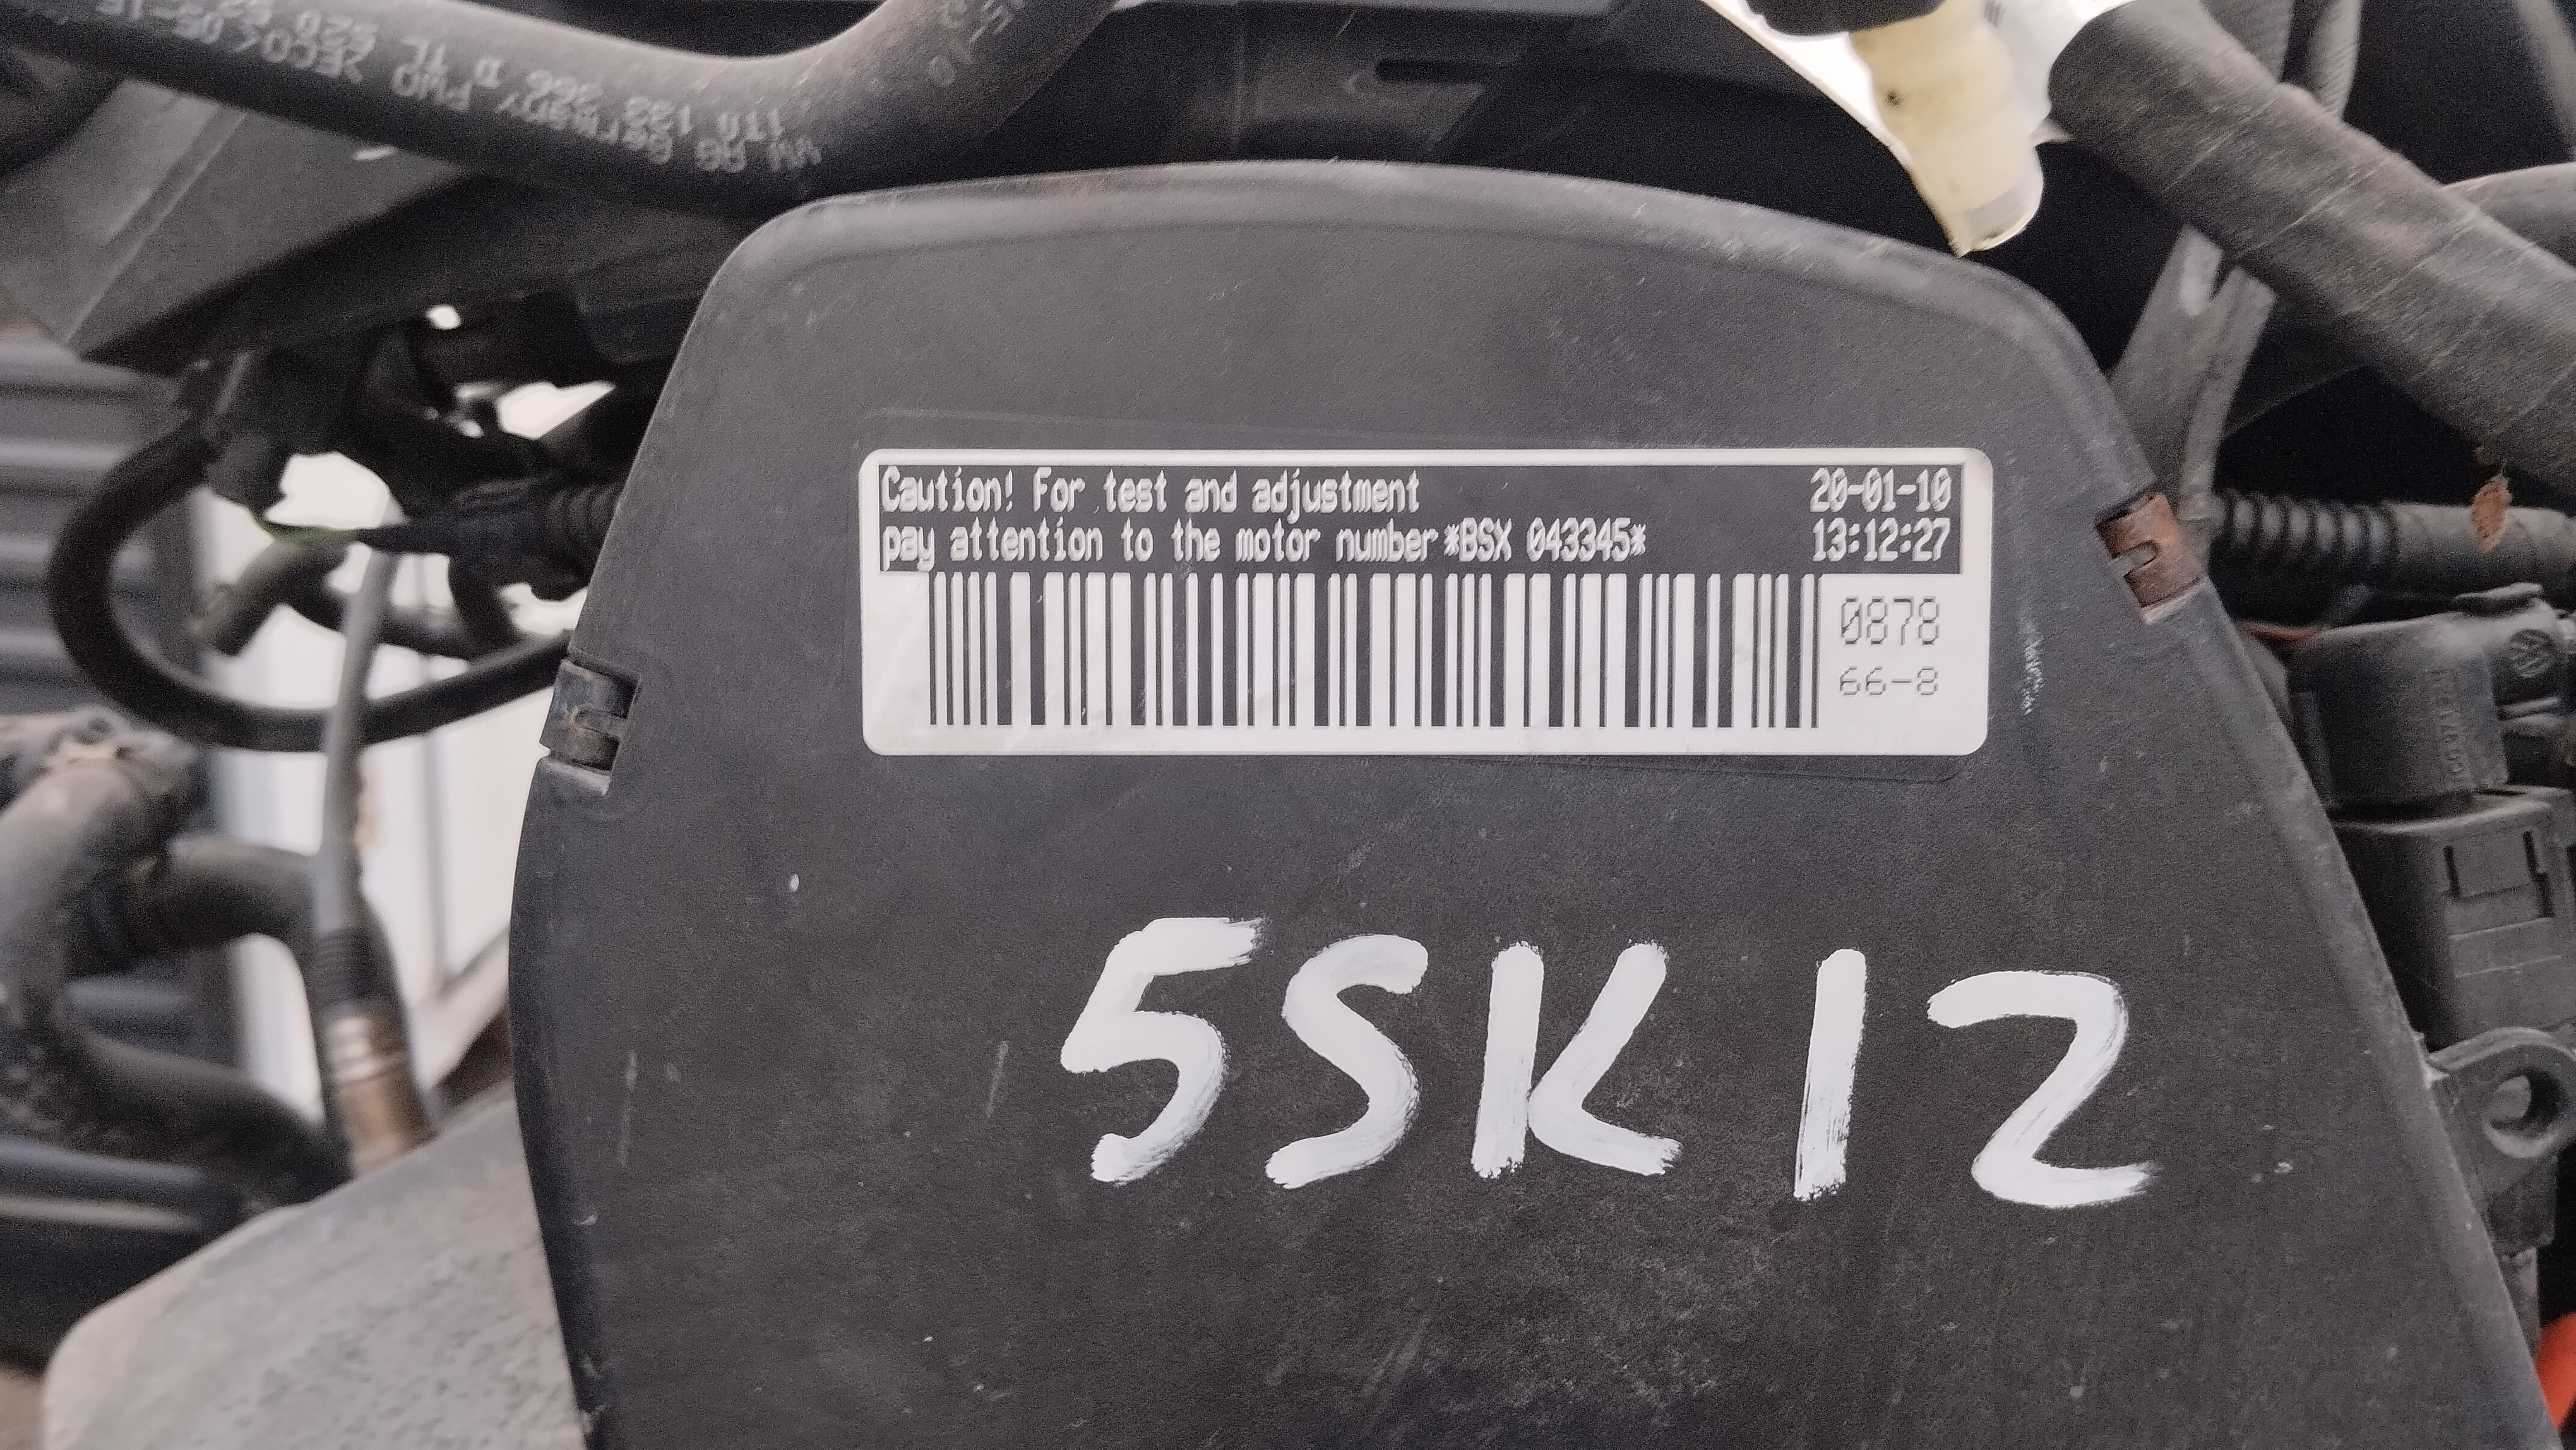 Caution! For test and adjustment 20-01-10
pay attention to the motor number*BSX 043345* 13:12:27
0878
66-8
5SK12